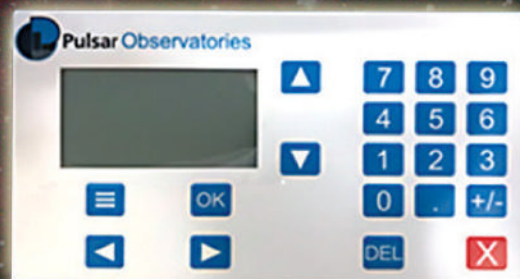 Pulsar Observatories
7 8 9
4 5 6
1 2 3
OK
0 . +/-
DEL X